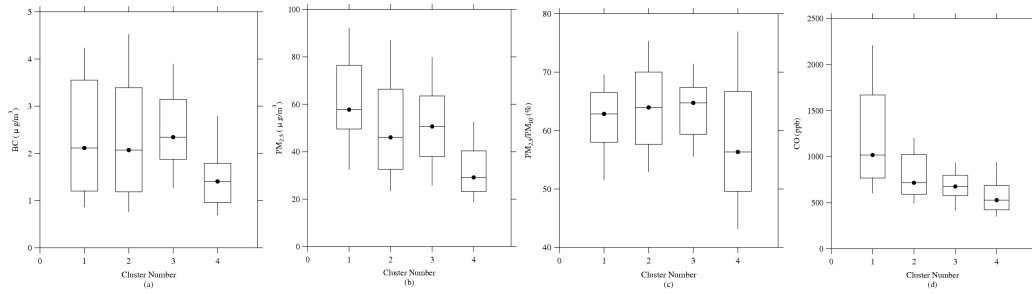 BC ( μ g/m³)
5
4
3
2
1
0
0 1 2 3 4
Cluster Number
(a)
PM2.5 ( μ g/m³)
100
80
60
40
20
0
0 1 2 3 4
Cluster Number
(b)
PM2.5/PM10 (%)
80
70
60
50
40
0 1 2 3 4
Cluster Number
(c)
CO (ppb)
2500
2000
1500
1000
500
0
0 1 2 3 4
Cluster Number
(d)